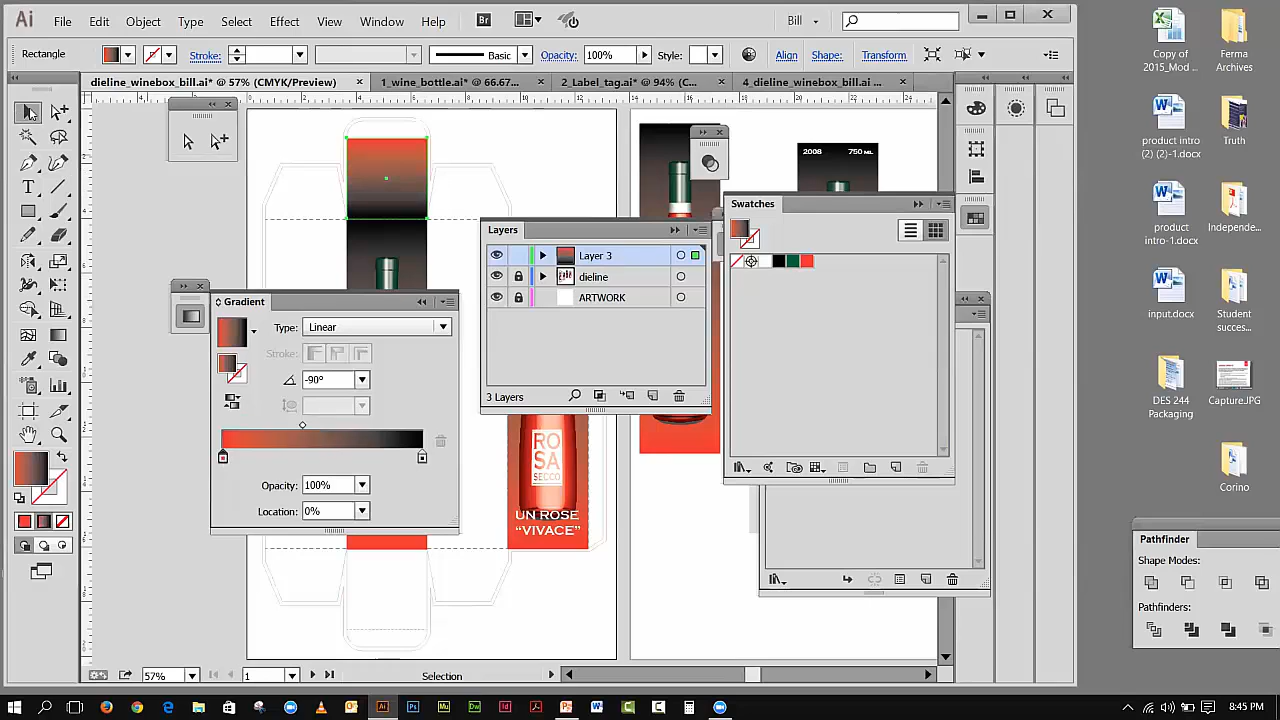 Ai File Edit Object Type Select Effect View Window Help Br Bill
Rectangle Stroke: Basic Opacity: 100% Style: Align Shape: Transform
dieline_winebox_bill.ai* @ 57% (CMYK/Preview) × 1_wine_bottle.ai* @ 66.67... × 2_Label_tag.ai* @ 94% (C... × 4_dieline_winebox_bill.ai ... ×
2008 750 ML
Layers
Layer 3
dieline
ARTWORK
3 Layers
Swatches
Gradient
Type: Linear
Stroke:
-90°
Opacity: 100%
Location: 0%
RO
SA
SECCO
UN ROSE
“VIVACE”
57% 1 Selection
Copy of 2015_Mod ...
Ferma Archives
product intro (2) (2)-1.docx
Truth
product intro-1.docx
Independe...
input.docx
Student succes...
DES 244 Packaging
Capture.JPG
Corino
Pathfinder
Shape Modes:
Pathfinders:
8:45 PM